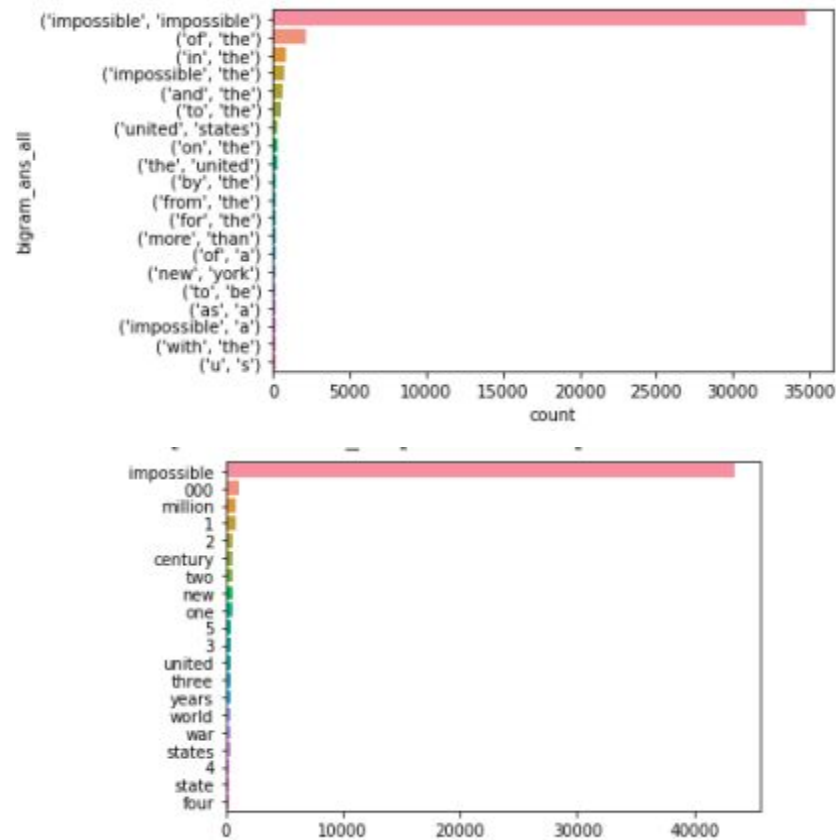 ('impossible', 'impossible')
('of', 'the')
('in', 'the')
('impossible', 'the')
('and', 'the')
('to', 'the')
('united', 'states')
('on', 'the')
('the', 'united')
('by', 'the')
('from', 'the')
('for', 'the')
('more', 'than')
('of', 'a')
('new', 'york')
('to', 'be')
('as', 'a')
('impossible', 'a')
('with', 'the')
('u', 's')
bigram_ans_all
0 5000 10000 15000 20000 25000 30000 35000
count
impossible
000
million
1
2
century
two
new
one
5
3
united
three
years
world
war
states
4
state
four
0 10000 20000 30000 40000